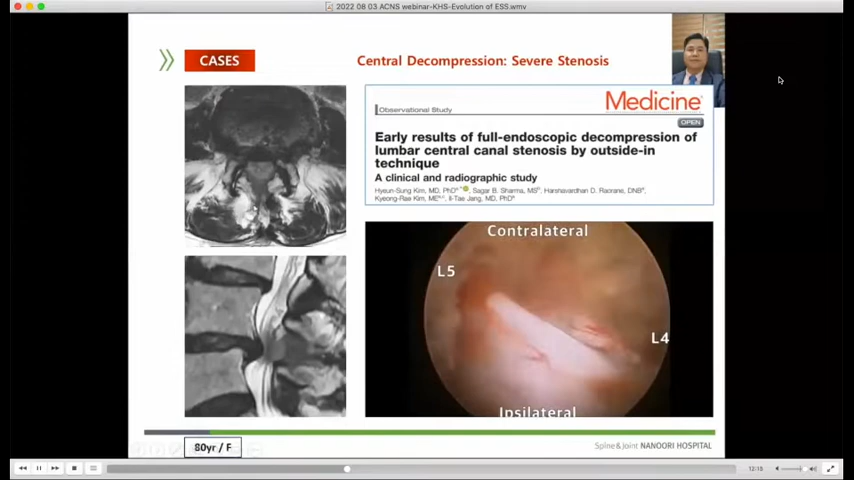 2022 08 03 ACNS webinar-KHS-Evolution of ESS.wmv
CASES
Central Decompression: Severe Stenosis
Observational Study
Medicine
OPEN
Early results of full-endoscopic decompression of
lumbar central canal stenosis by outside-in
technique
A clinical and radiographic study
Hyeun-Sung Kim, MD, PhD, Sagar B. Sharma, MS, Harshavardhan D. Raorane, DNB,
Kyeong-Rae Kim, ME, Il-Tae Jang, MD, PhD
Contralateral
L5
L4
Ipsilateral
80yr / F
Spine & Joint NANOORI HOSPITAL
12:15